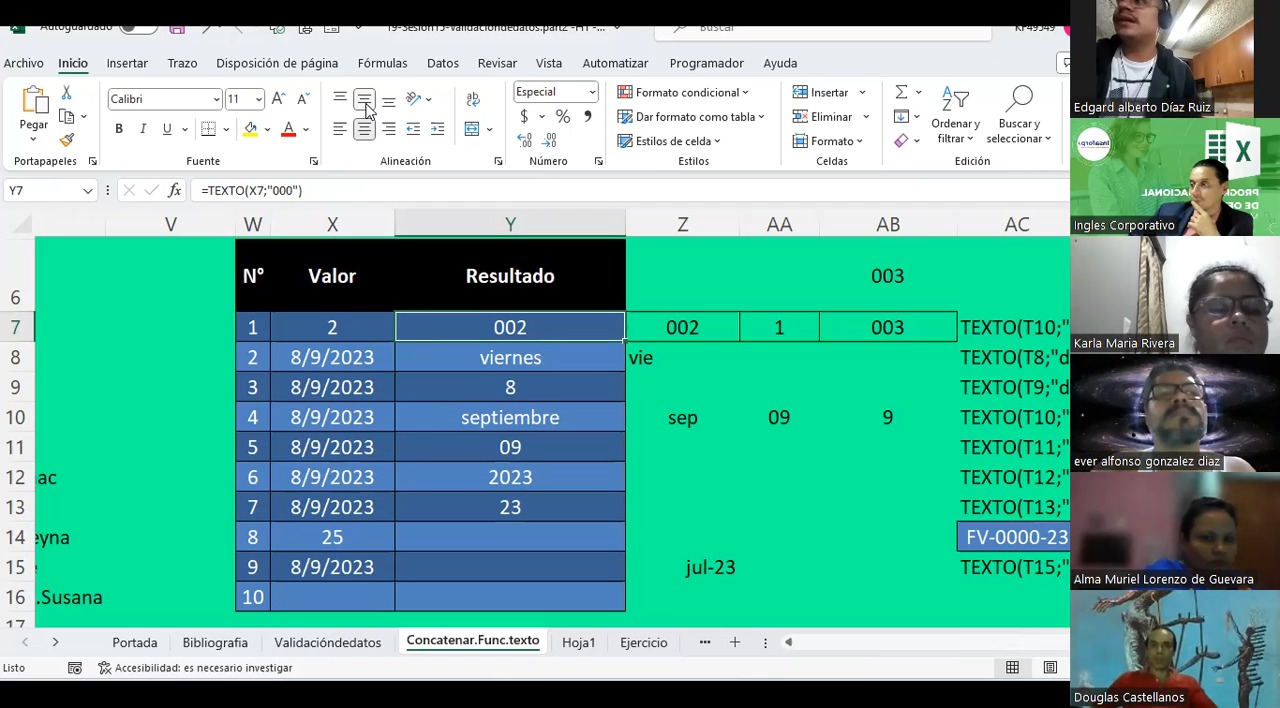 Autoguardado
19-Sesión15-validacióndedatos.part2 -H1 -...
Buscar
KF49549
Archivo Inicio Insertar Trazo Disposición de página Fórmulas Datos Revisar Vista Automatizar Programador Ayuda
Pegar
Calibri 11
N K S
Especial
$ %
Formato condicional
Dar formato como tabla
Estilos de celda
Insertar
Eliminar
Formato
Ordenar y filtrar
Buscar y seleccionar
Portapapeles Fuente Alineación Número Estilos Celdas Edición
Y7 fx =TEXTO(X7;"000")
V W X Y Z AA AB AC
6 N° Valor Resultado 003
7 1 2 002 002 1 003 TEXTO(T10;"
8 2 8/9/2023 viernes vie TEXTO(T8;"d
9 3 8/9/2023 8 TEXTO(T9;"d
10 4 8/9/2023 septiembre sep 09 9 TEXTO(T10;"
11 5 8/9/2023 09 TEXTO(T11;"
12 ac 6 8/9/2023 2023 TEXTO(T12;"
13 7 8/9/2023 23 TEXTO(T13;"
14 eyna 8 25 FV-0000-23
15 9 8/9/2023 jul-23 TEXTO(T15;"
16 .Susana 10
17
Portada Bibliografia Validacióndedatos Concatenar.Func.texto Hoja1 Ejercicio
Listo Accesibilidad: es necesario investigar
Edgard alberto Díaz Ruiz
Ingles Corporativo
Karla Maria Rivera
ever alfonso gonzalez diaz
Alma Muriel Lorenzo de Guevara
Douglas Castellanos